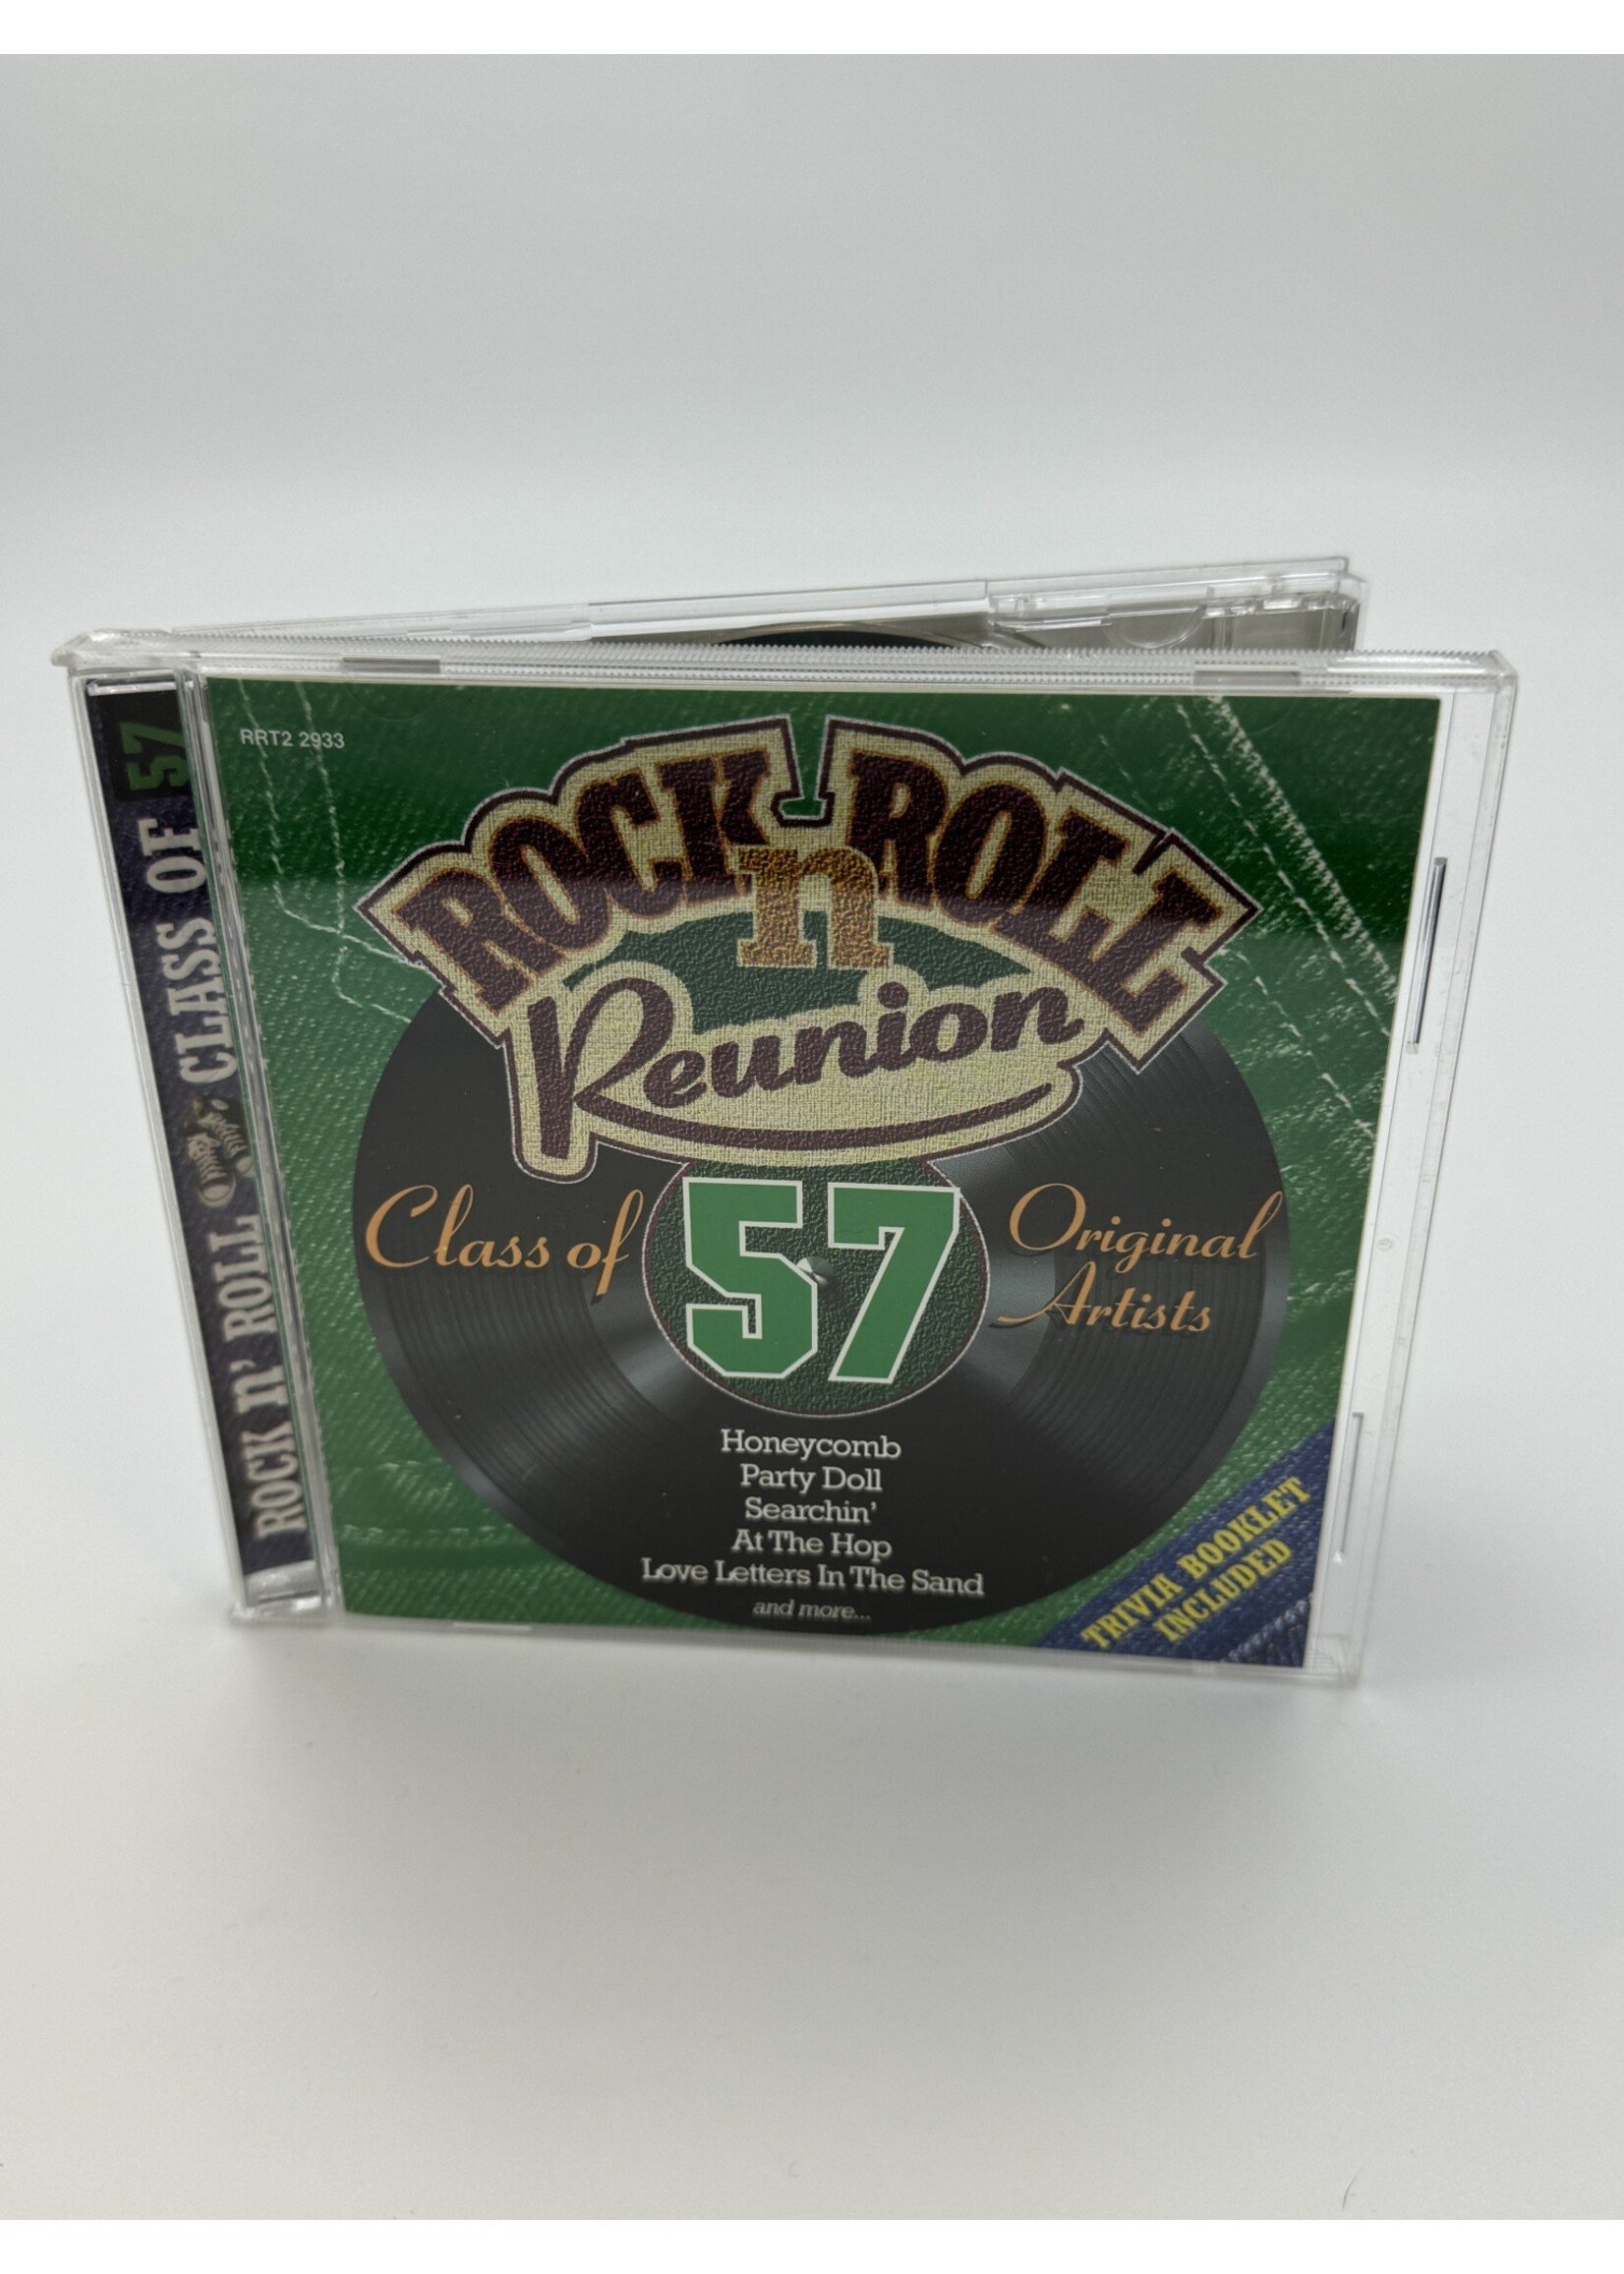 ROCK n' ROLL CLASS OF 57
RRT2 2933
ROCK n ROLL
Reunion
Class of 57 Original
Artists
Honeycomb
Party Doll
Searchin'
At The Hop
Love Letters In The Sand
and more...
TRIVIA BOOKLET
INCLUDED